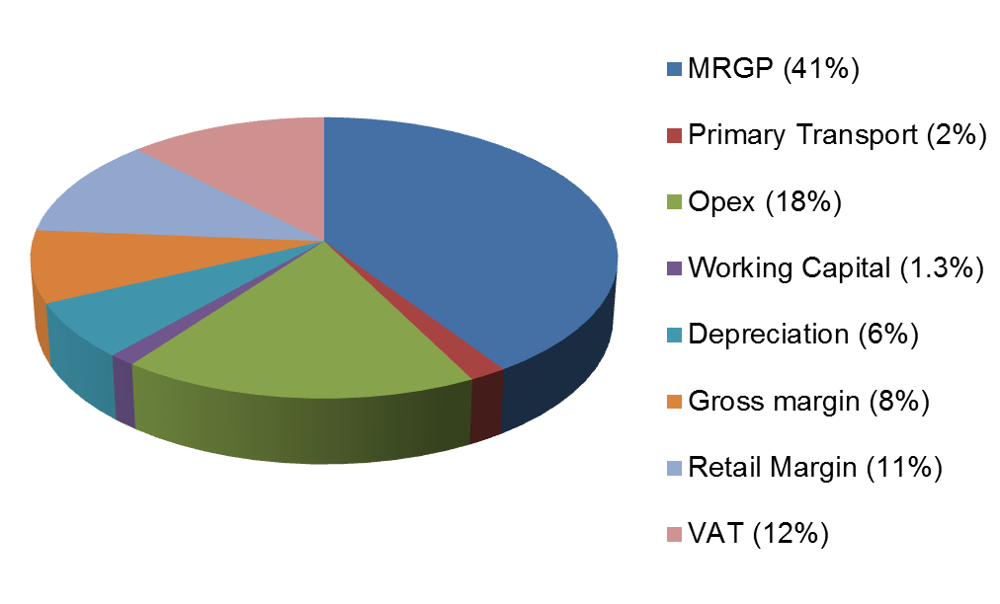 MRGP (41%)
Primary Transport (2%)
Opex (18%)
Working Capital (1.3%)
Depreciation (6%)
Gross margin (8%)
Retail Margin (11%)
VAT (12%)